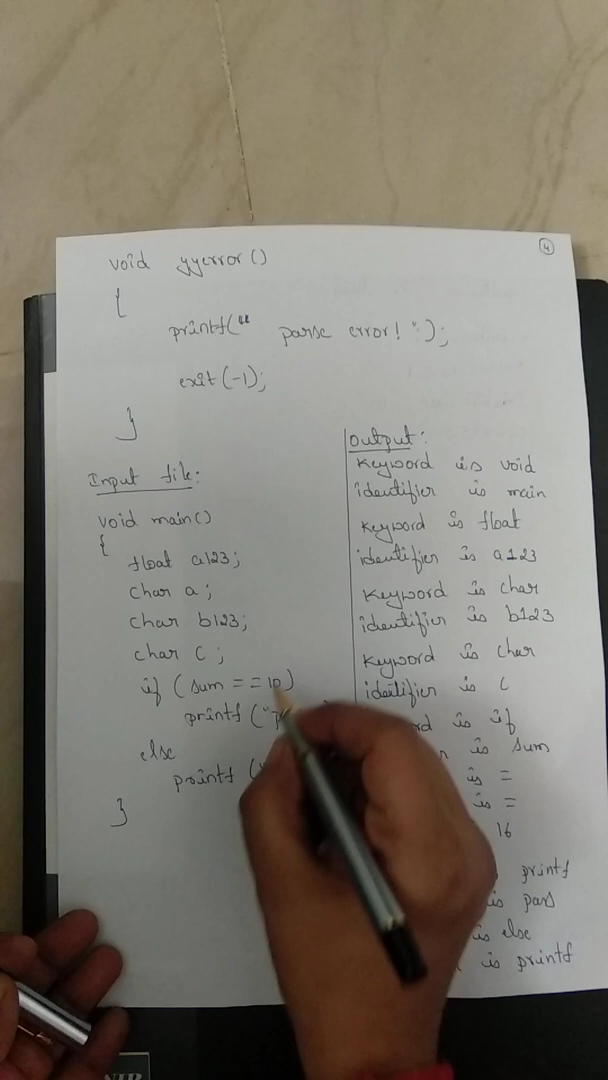 4
void yyerror()
{
printf(" parse error! ");
exit(-1);
}
Input file:
void main()
{
float a123;
char a;
char b123;
char c;
if (sum = = 10)
printf ("p
else
printf (
}
Output:
Keyword is void
identifier is main
Keyword is float
identifier is a123
Keyword is char
identifier is b123
Keyword is char
identifier is c
rd is if
is sum
is =
is =
16
printf
is pass
is else
is printf